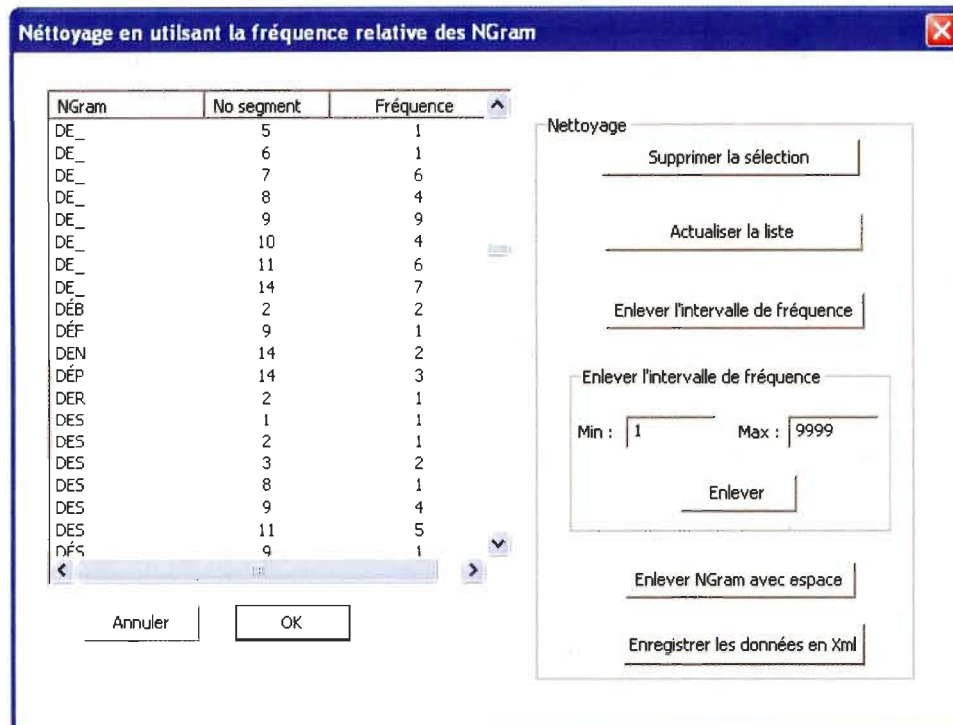 Néttoyage en utilsant la fréquence relative des NGram
NGram No segment Fréquence
DE_ 5 1
DE_ 6 1
DE_ 7 6
DE_ 8 4
DE_ 9 9
DE_ 10 4
DE_ 11 6
DE_ 14 7
DÉB 2 2
DÉF 9 1
DEN 14 2
DÉP 14 3
DER 2 1
DES 1 1
DES 2 1
DES 3 2
DES 8 1
DES 9 4
DES 11 5
DÉS 9 1
Annuler
OK
Nettoyage
Supprimer la sélection
Actualiser la liste
Enlever l'intervalle de fréquence
Enlever l'intervalle de fréquence
Min : 1 Max : 9999
Enlever
Enlever NGram avec espace
Enregistrer les données en Xml